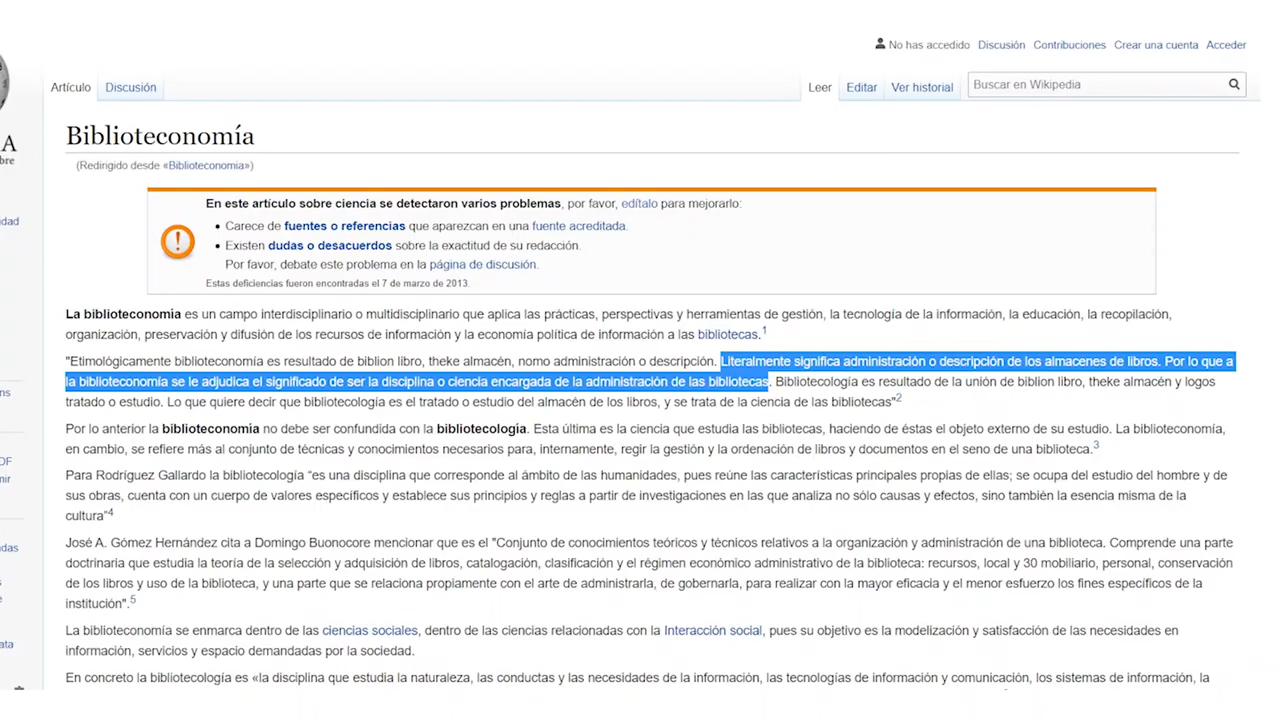 No has accedido Discusión Contribuciones Crear una cuenta Acceder
Artículo Discusión Leer Editar Ver historial Buscar en Wikipedia
A
bre
Biblioteconomía
(Redirigido desde «Biblioteconomia»)
En este artículo sobre ciencia se detectaron varios problemas, por favor, edítalo para mejorarlo:
• Carece de fuentes o referencias que aparezcan en una fuente acreditada.
• Existen dudas o desacuerdos sobre la exactitud de su redacción.
Por favor, debate este problema en la página de discusión.
Estas deficiencias fueron encontradas el 7 de marzo de 2013.
idad
La biblioteconomia es un campo interdisciplinario o multidisciplinario que aplica las prácticas, perspectivas y herramientas de gestión, la tecnología de la información, la educación, la recopilación,
organización, preservación y difusión de los recursos de información y la economía política de información a las bibliotecas.1
"Etimológicamente biblioteconomía es resultado de biblion libro, theke almacén, nomo administración o descripción. Literalmente significa administración o descripción de los almacenes de libros. Por lo que a
la biblioteconomía se le adjudica el significado de ser la disciplina o ciencia encargada de la administración de las bibliotecas. Bibliotecología es resultado de la unión de biblion libro, theke almacén y logos
tratado o estudio. Lo que quiere decir que bibliotecología es el tratado o estudio del almacén de los libros, y se trata de la ciencia de las bibliotecas"2
ns
Por lo anterior la biblioteconomía no debe ser confundida con la bibliotecologia. Esta última es la ciencia que estudia las bibliotecas, haciendo de éstas el objeto externo de su estudio. La biblioteconomía,
en cambio, se refiere más al conjunto de técnicas y conocimientos necesarios para, internamente, regir la gestión y la ordenación de libros y documentos en el seno de una biblioteca.3
DF
mir
Para Rodríguez Gallardo la bibliotecología “es una disciplina que corresponde al ámbito de las humanidades, pues reúne las características principales propias de ellas; se ocupa del estudio del hombre y de
sus obras, cuenta con un cuerpo de valores específicos y establece sus principios y reglas a partir de investigaciones en las que analiza no sólo causas y efectos, sino también la esencia misma de la
cultura”4
das
José A. Gómez Hernández cita a Domingo Buonocore mencionar que es el "Conjunto de conocimientos teóricos y técnicos relativos a la organización y administración de una biblioteca. Comprende una parte
doctrinaria que estudia la teoría de la selección y adquisición de libros, catalogación, clasificación y el régimen económico administrativo de la biblioteca: recursos, local y 30 mobiliario, personal, conservación
de los libros y uso de la biblioteca, y una parte que se relaciona propiamente con el arte de administrarla, de gobernarla, para realizar con la mayor eficacia y el menor esfuerzo los fines específicos de la
institución".5
La biblioteconomía se enmarca dentro de las ciencias sociales, dentro de las ciencias relacionadas con la Interacción social, pues su objetivo es la modelización y satisfacción de las necesidades en
información, servicios y espacio demandadas por la sociedad.
ata
En concreto la bibliotecología es «la disciplina que estudia la naturaleza, las conductas y las necesidades de la información, las tecnologías de información y comunicación, los sistemas de información, la